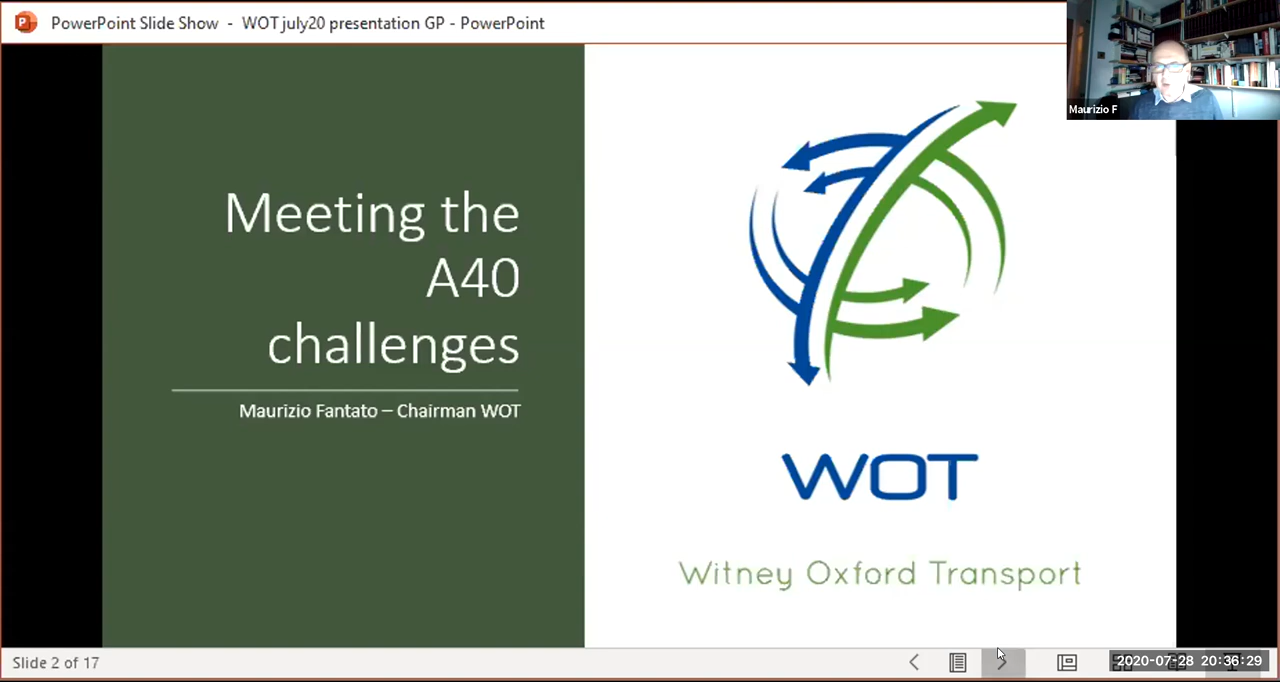 PowerPoint Slide Show - WOT july20 presentation GP - PowerPoint
Maurizio F
Meeting the
A40
challenges
Maurizio Fantato – Chairman WOT
WOT
Witney Oxford Transport
Slide 2 of 17
2020-07-28 20:36:29